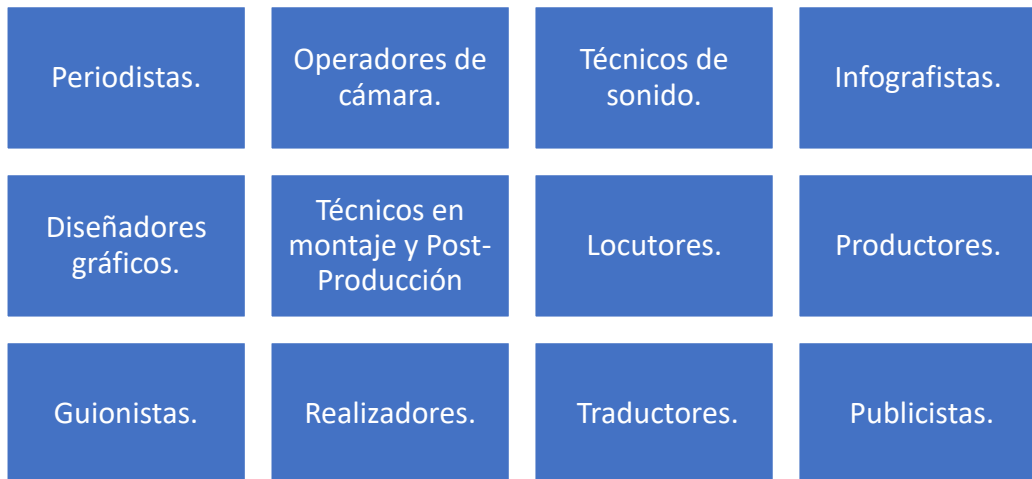 Periodistas.
Operadores de
cámara.
Técnicos de
sonido.
Infografistas.
Diseñadores
gráficos.
Técnicos en
montaje y Post-
Producción
Locutores.
Productores.
Guionistas.
Realizadores.
Traductores.
Publicistas.